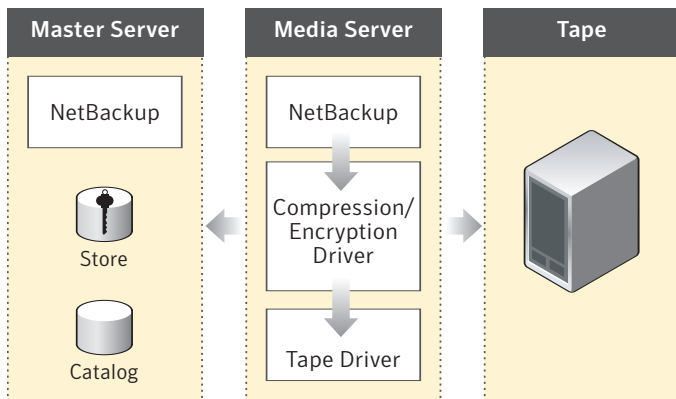 Master Server
NetBackup
Store
Catalog
Media Server
NetBackup
Compression/
Encryption
Driver
Tape Driver
Tape